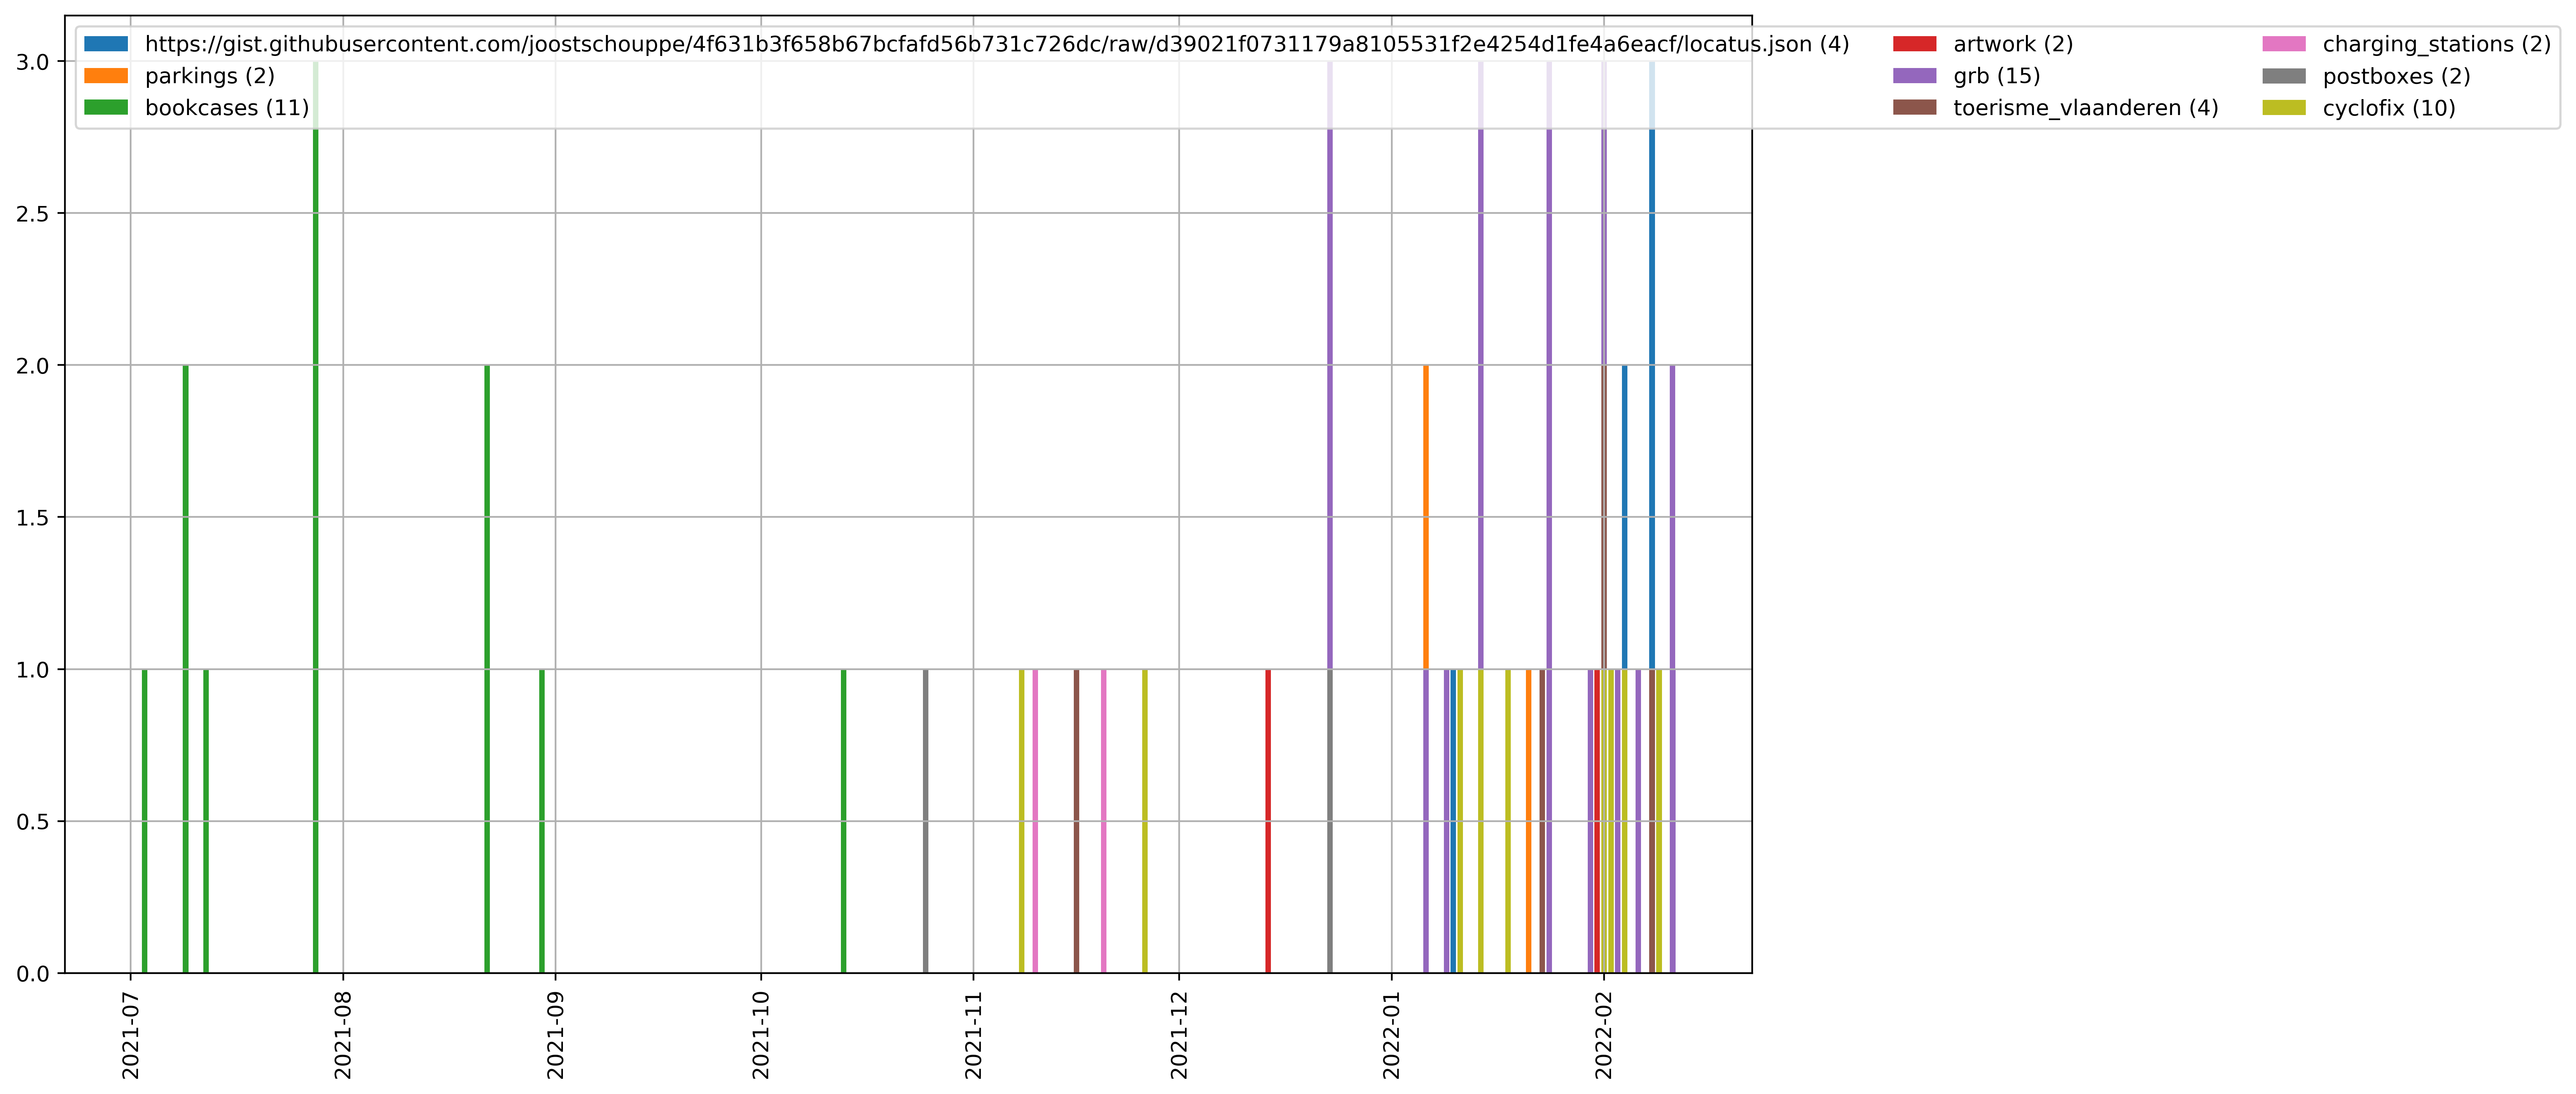 https://gist.githubusercontent.com/joostschouppe/4f631b3f658b67bcfafd56b731c726dc/raw/d39021f0731179a8105531f2e4254d1fe4a6eacf/locatus.json (4)
parkings (2)
bookcases (11)
artwork (2)
grb (15)
toerisme_vlaanderen (4)
charging_stations (2)
postboxes (2)
cyclofix (10)
3.0
2.5
2.0
1.5
1.0
0.5
0.0
2021-07
2021-08
2021-09
2021-10
2021-11
2021-12
2022-01
2022-02